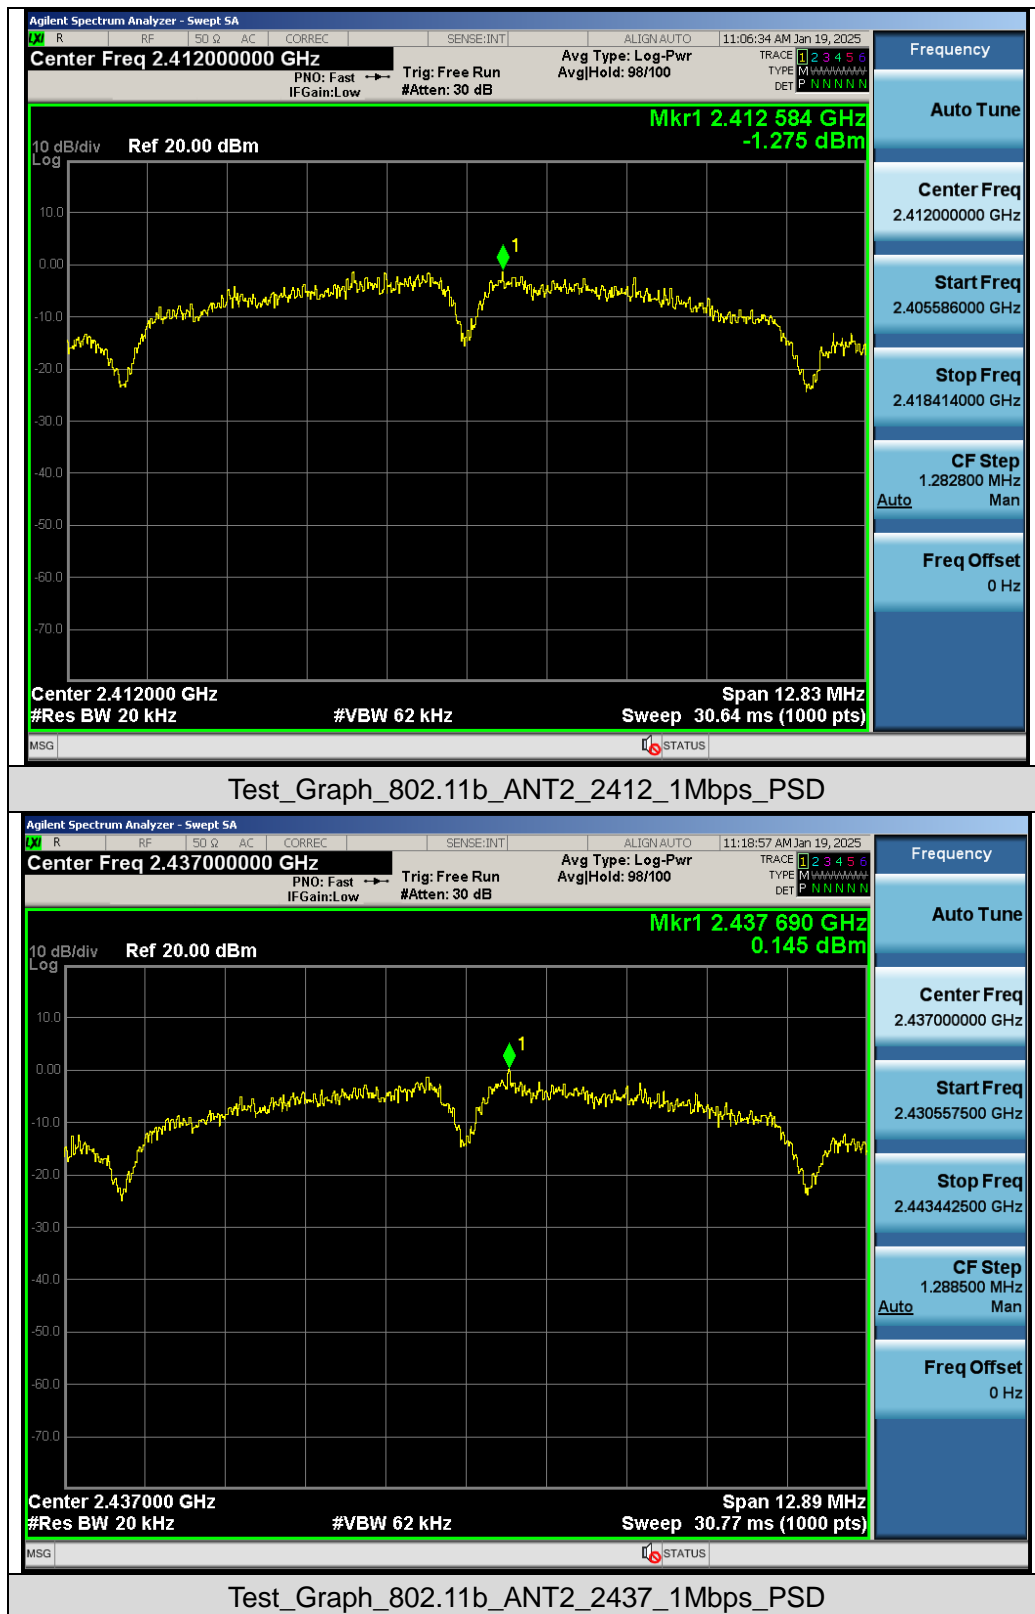 Agilent Spectrum Analyzer - Swept SA
LXI R RF 50 Ω AC CORREC SENSE:INT ALIGN AUTO 11:06:34 AM Jan 19, 2025
Center Freq 2.412000000 GHz
PNO: Fast
IFGain:Low
Trig: Free Run
#Atten: 30 dB
Avg Type: Log-Pwr
Avg|Hold: 98/100
TRACE 1 2 3 4 5 6
TYPE M
DET P N N N N N
Mkr1 2.412 584 GHz
-1.275 dBm
10 dB/div
Log
Ref 20.00 dBm
1
10.0
0.00
-10.0
-20.0
-30.0
-40.0
-50.0
-60.0
-70.0
Center 2.412000 GHz
Span 12.83 MHz
#Res BW 20 kHz
#VBW 62 kHz
Sweep 30.64 ms (1000 pts)
MSG
STATUS
Frequency
Auto Tune
Center Freq
2.412000000 GHz
Start Freq
2.405586000 GHz
Stop Freq
2.418414000 GHz
CF Step
1.282800 MHz
Auto Man
Freq Offset
0 Hz
Test_Graph_802.11b_ANT2_2412_1Mbps_PSD
Agilent Spectrum Analyzer - Swept SA
LXI R RF 50 Ω AC CORREC SENSE:INT ALIGN AUTO 11:18:57 AM Jan 19, 2025
Center Freq 2.437000000 GHz
PNO: Fast
IFGain:Low
Trig: Free Run
#Atten: 30 dB
Avg Type: Log-Pwr
Avg|Hold: 98/100
TRACE 1 2 3 4 5 6
TYPE M
DET P N N N N N
Mkr1 2.437 690 GHz
0.145 dBm
10 dB/div
Log
Ref 20.00 dBm
1
10.0
0.00
-10.0
-20.0
-30.0
-40.0
-50.0
-60.0
-70.0
Center 2.437000 GHz
Span 12.89 MHz
#Res BW 20 kHz
#VBW 62 kHz
Sweep 30.77 ms (1000 pts)
MSG
STATUS
Frequency
Auto Tune
Center Freq
2.437000000 GHz
Start Freq
2.430557500 GHz
Stop Freq
2.443442500 GHz
CF Step
1.288500 MHz
Auto Man
Freq Offset
0 Hz
Test_Graph_802.11b_ANT2_2437_1Mbps_PSD